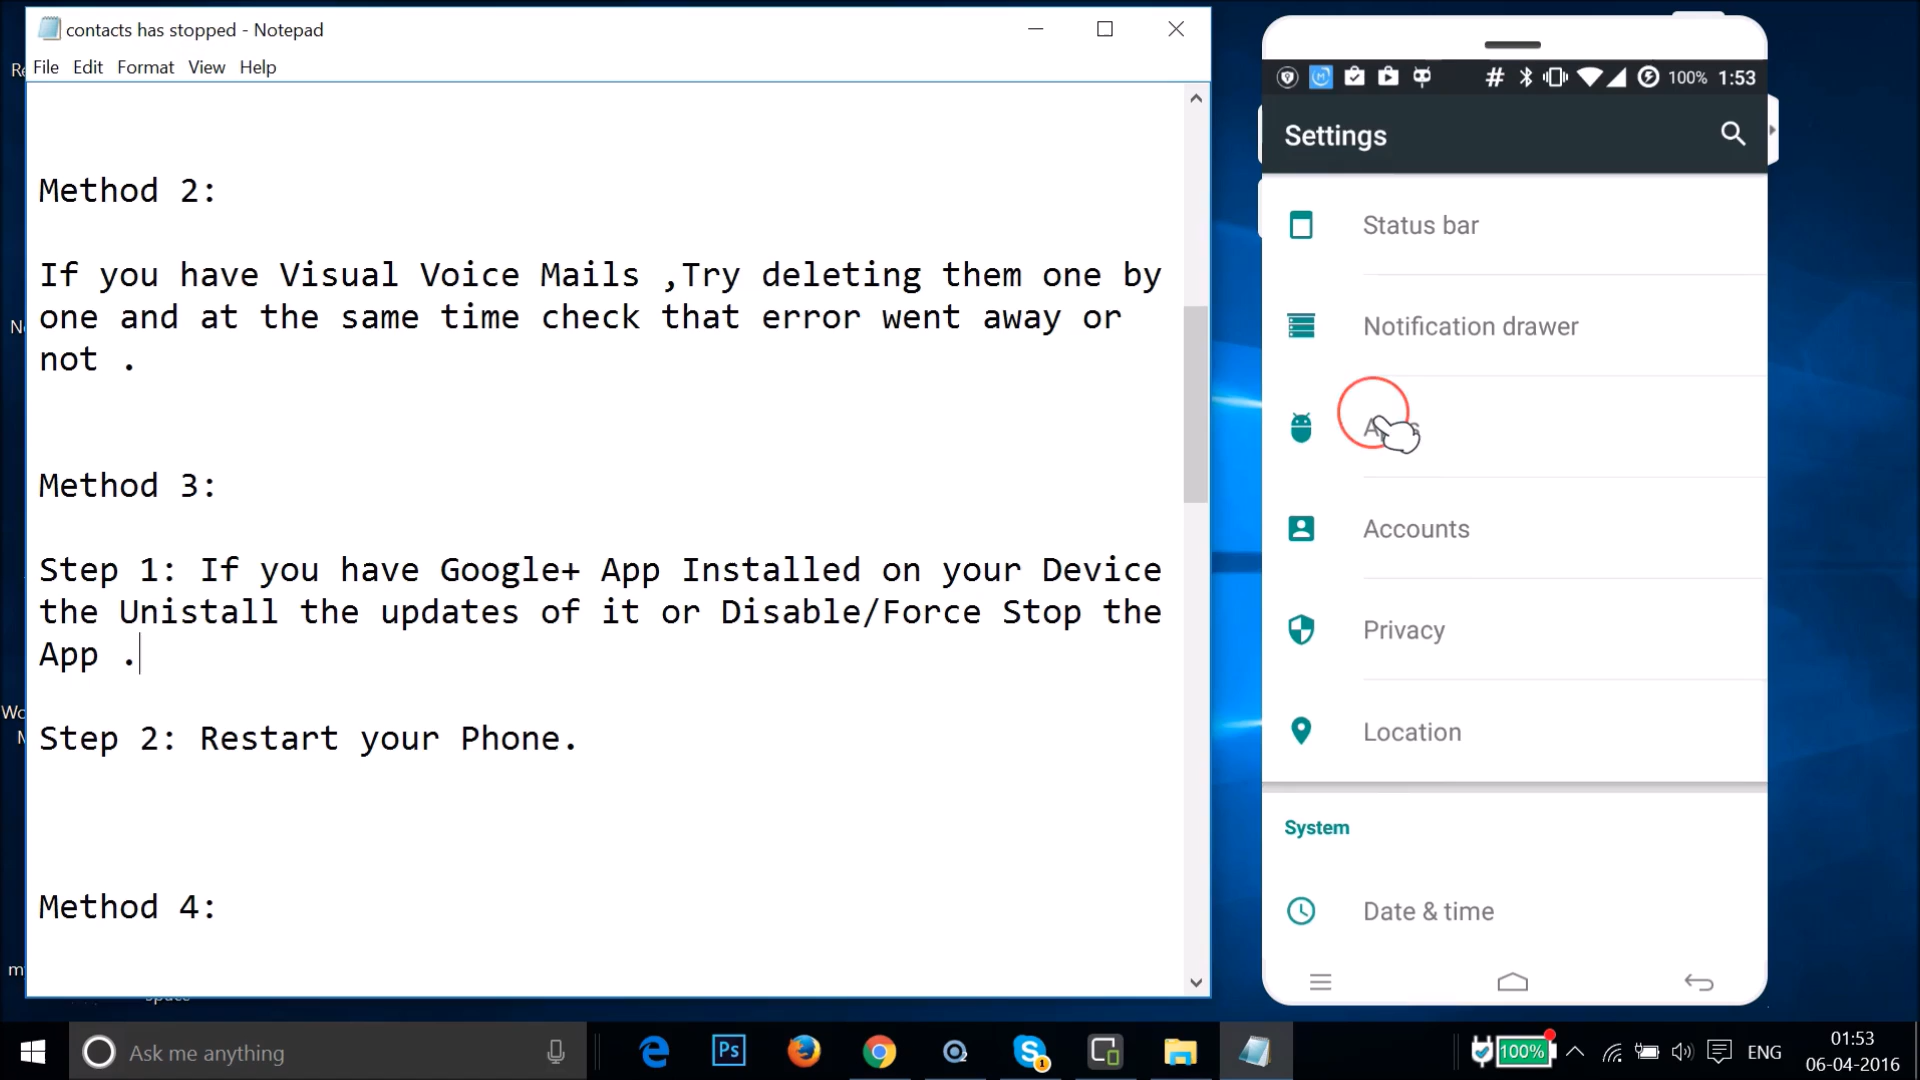 contacts has stopped - Notepad
File Edit Format View Help
Method 2:
If you have Visual Voice Mails ,Try deleting them one by
one and at the same time check that error went away or
not .
Method 3:
Step 1: If you have Google+ App Installed on your Device
the Unistall the updates of it or Disable/Force Stop the
App .
Step 2: Restart your Phone.
Method 4:
100% 1:53
Settings
Status bar
Notification drawer
Accounts
Privacy
Location
System
Date & time
space
Ask me anything
Ps
100%
ENG
01:53
06-04-2016